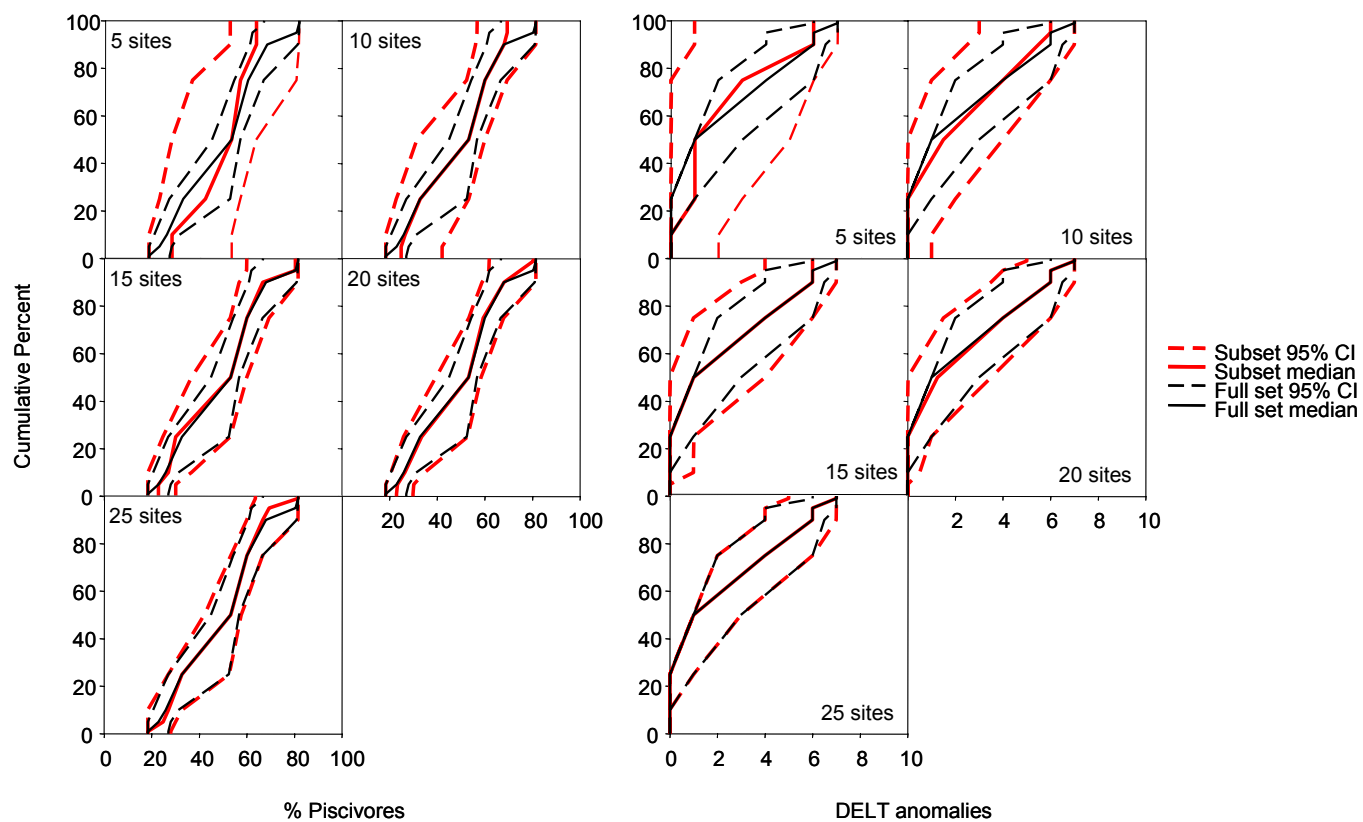 100
80
60
40
20
0
5 sites
10 sites
100
80
60
40
20
0
5 sites
10 sites
Cumulative Percent
80
60
40
20
0
15 sites
20 sites
20 40 60 80 100
80
60
40
20
0
15 sites
20 sites
2 4 6 8 10
Subset 95% CI
Subset median
Full set 95% CI
Full set median
80
60
40
20
0
25 sites
0 20 40 60 80 100
% Piscivores
80
60
40
20
0
25 sites
0 2 4 6 8 10
DELT anomalies